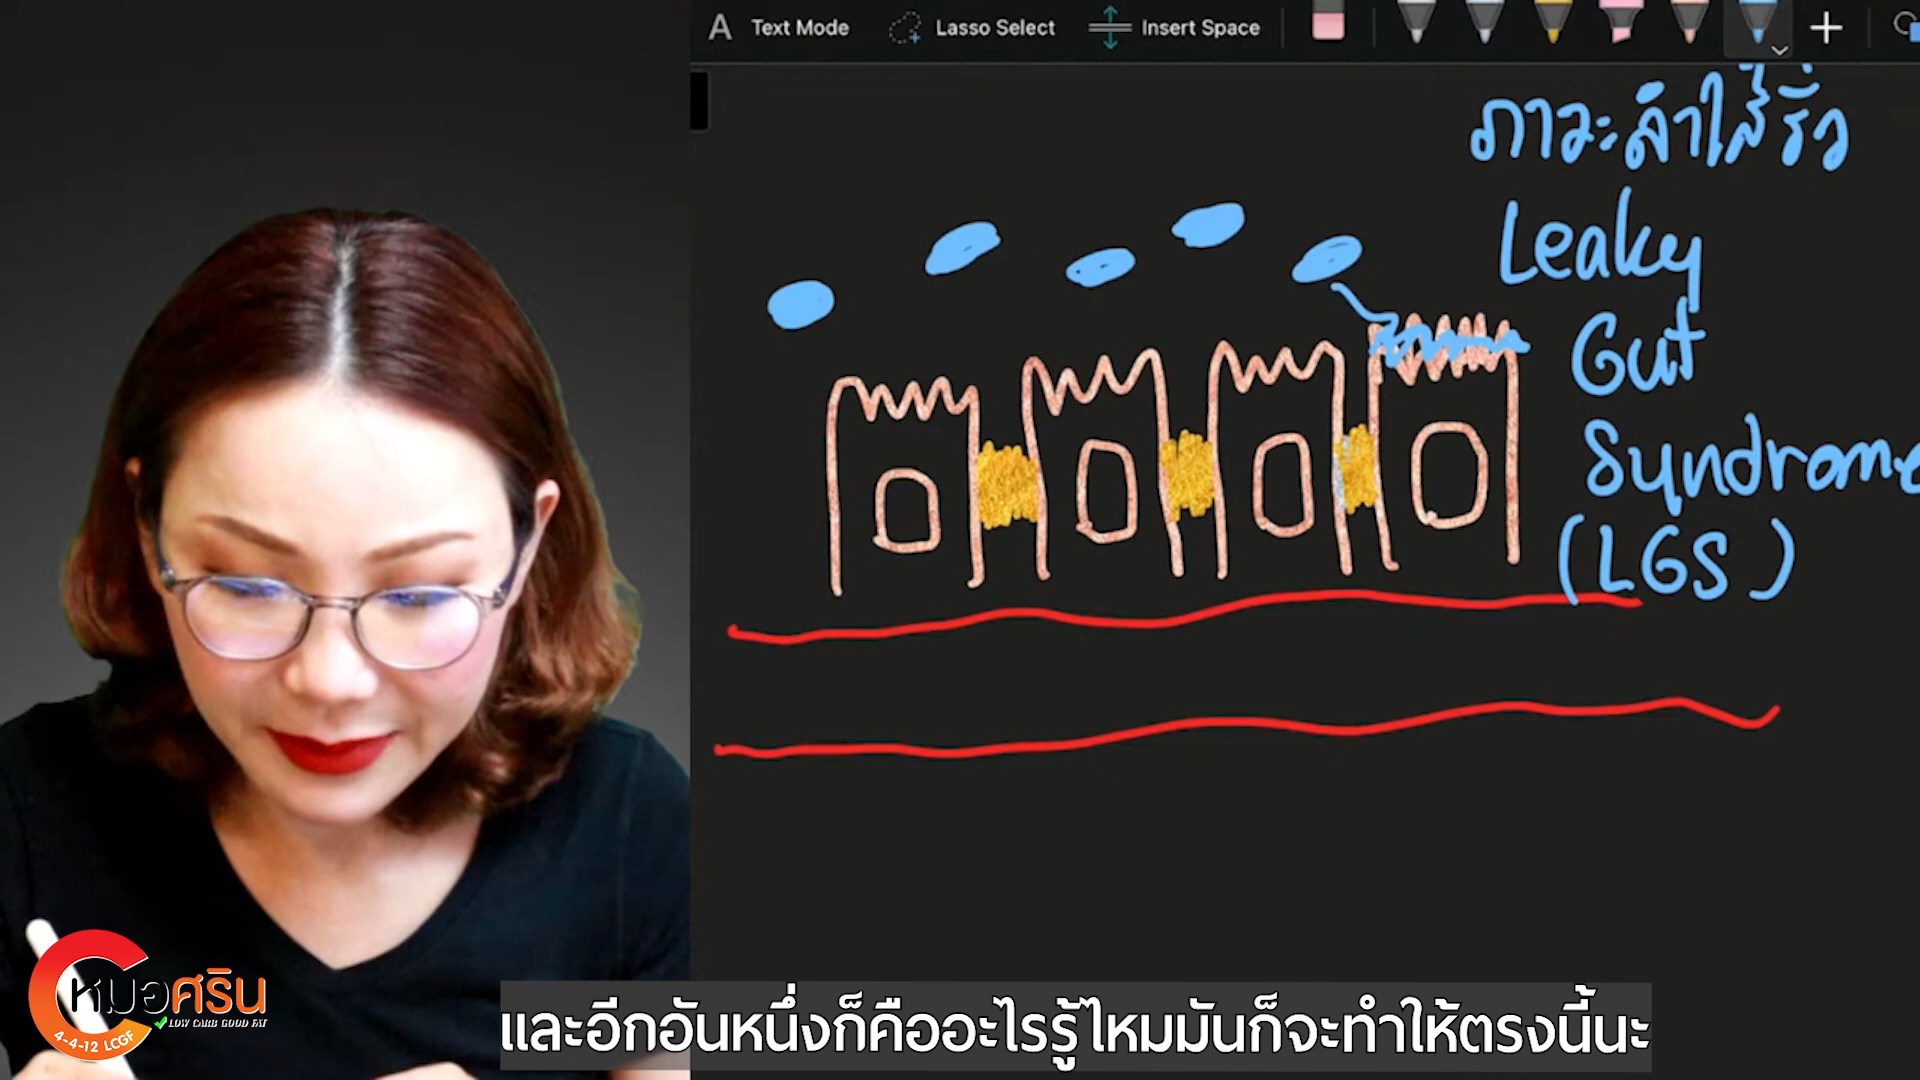 Text Mode
Lasso Select
Insert Space
ภาวะลำไส้รั่ว
Leaky
Gut
Syndrome
(LGS)
หมอศริน
LOW CARB GOOD FAT
4-4-12 LCGF
และอีกอันหนึ่งก็คืออะไรรู้ไหมมันก็จะทำให้ตรงนี้นะ